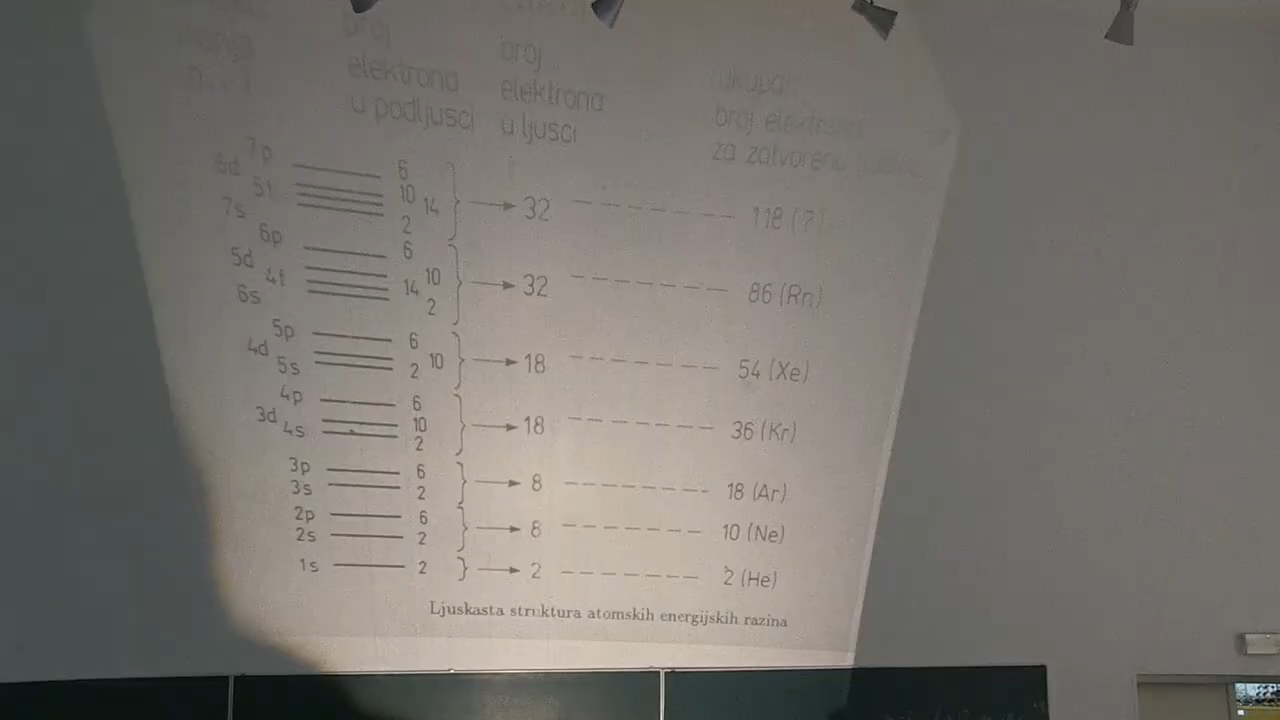 broj
elektrona
u podljusci
broj
elektrona
u ljusci
broj
za zatvorenu
7p 6
6d 10
5f 14
7s 2
32 118 (?)
6p 6
5d 10
4f 14
6s 2
32 86 (Rn)
5p 6
4d 10
5s 2
18 54 (Xe)
4p 6
3d 10
4s 2
18 36 (Kr)
3p 6
3s 2
8 18 (Ar)
2p 6
2s 2
8 10 (Ne)
1s 2 2 2 (He)
Ljuskasta struktura atomskih energijskih razina